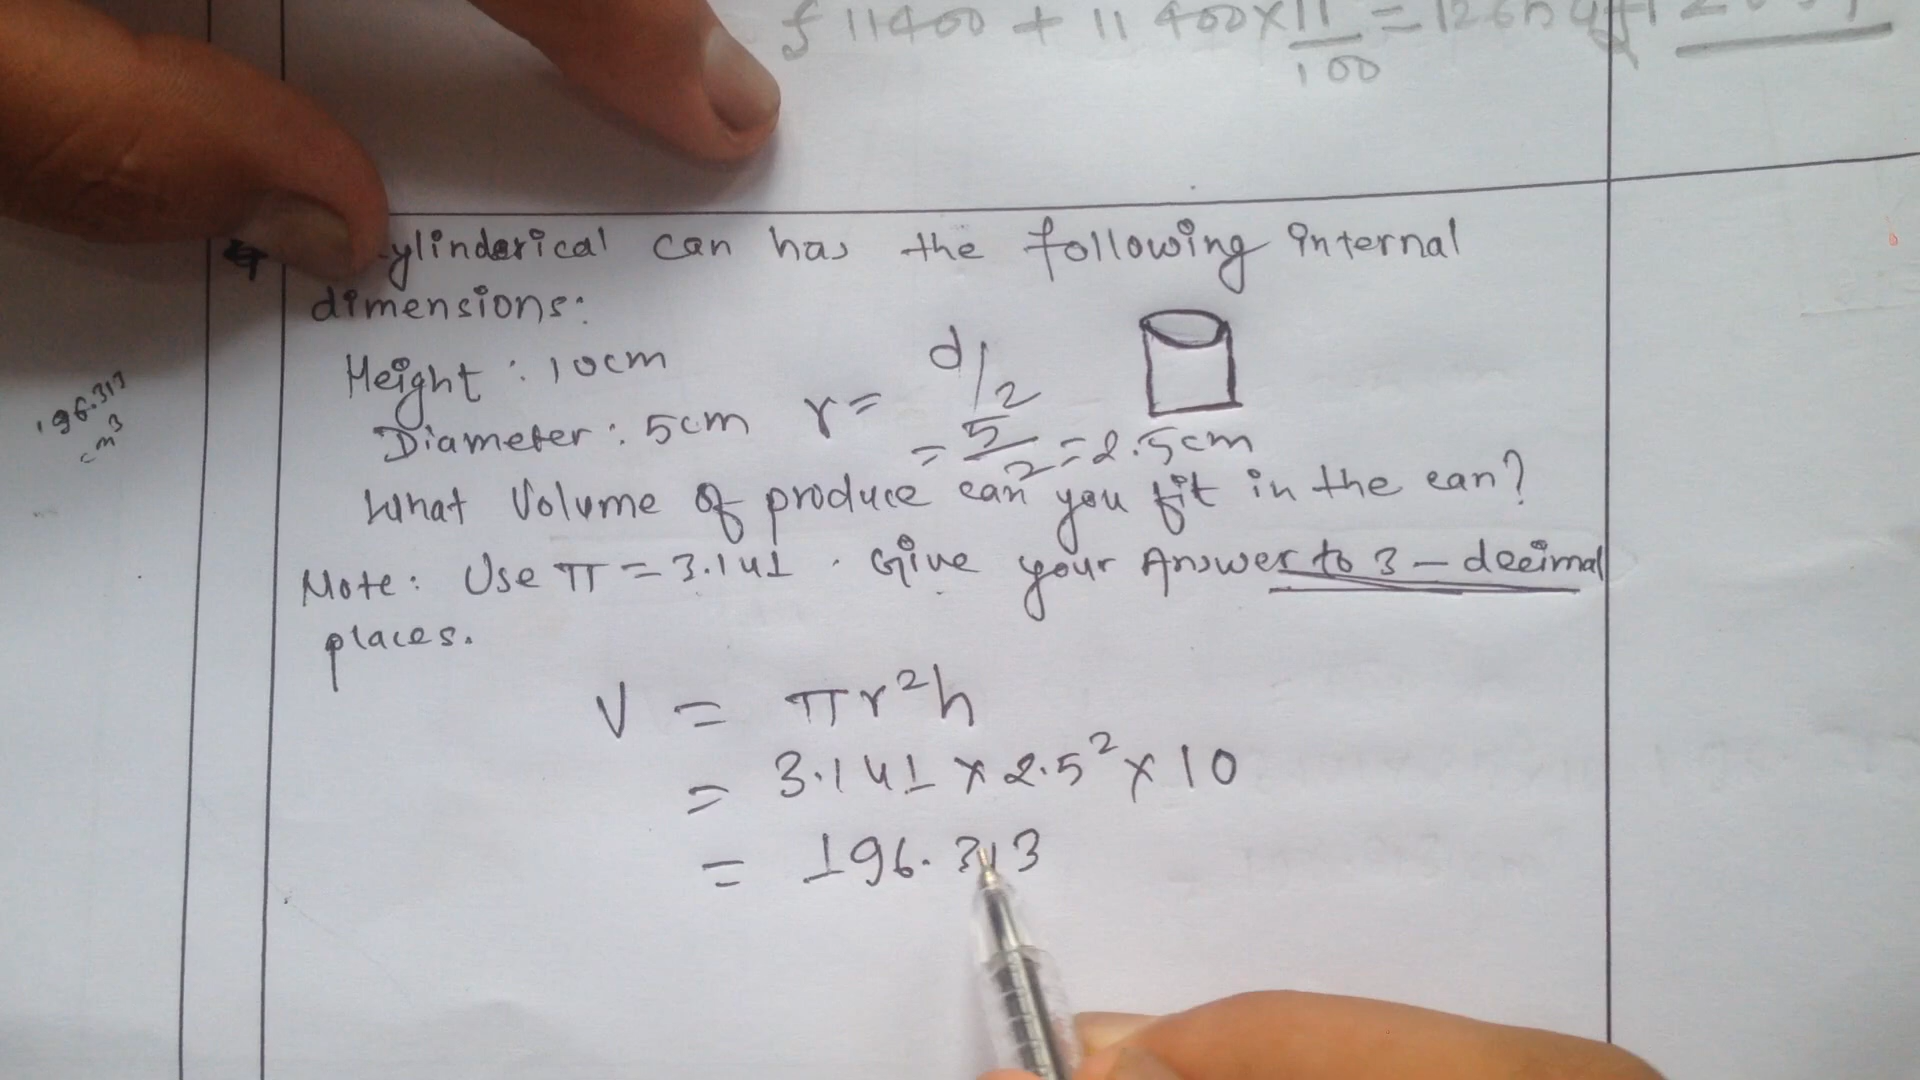 £ 11400 + 11400 × 11/100 =
ylinderical can has the following internal
dimensions:
Height : 10cm
Diameter : 5cm r = d/2
= 5/2 = 2.5cm
What Volume of produce can you fit in the can?
Note: Use π = 3.141 . Give your Answer to 3 - decimal
places.
V = πr²h
= 3.141 × 2.5² × 10
= 196.313
196.313
cm³